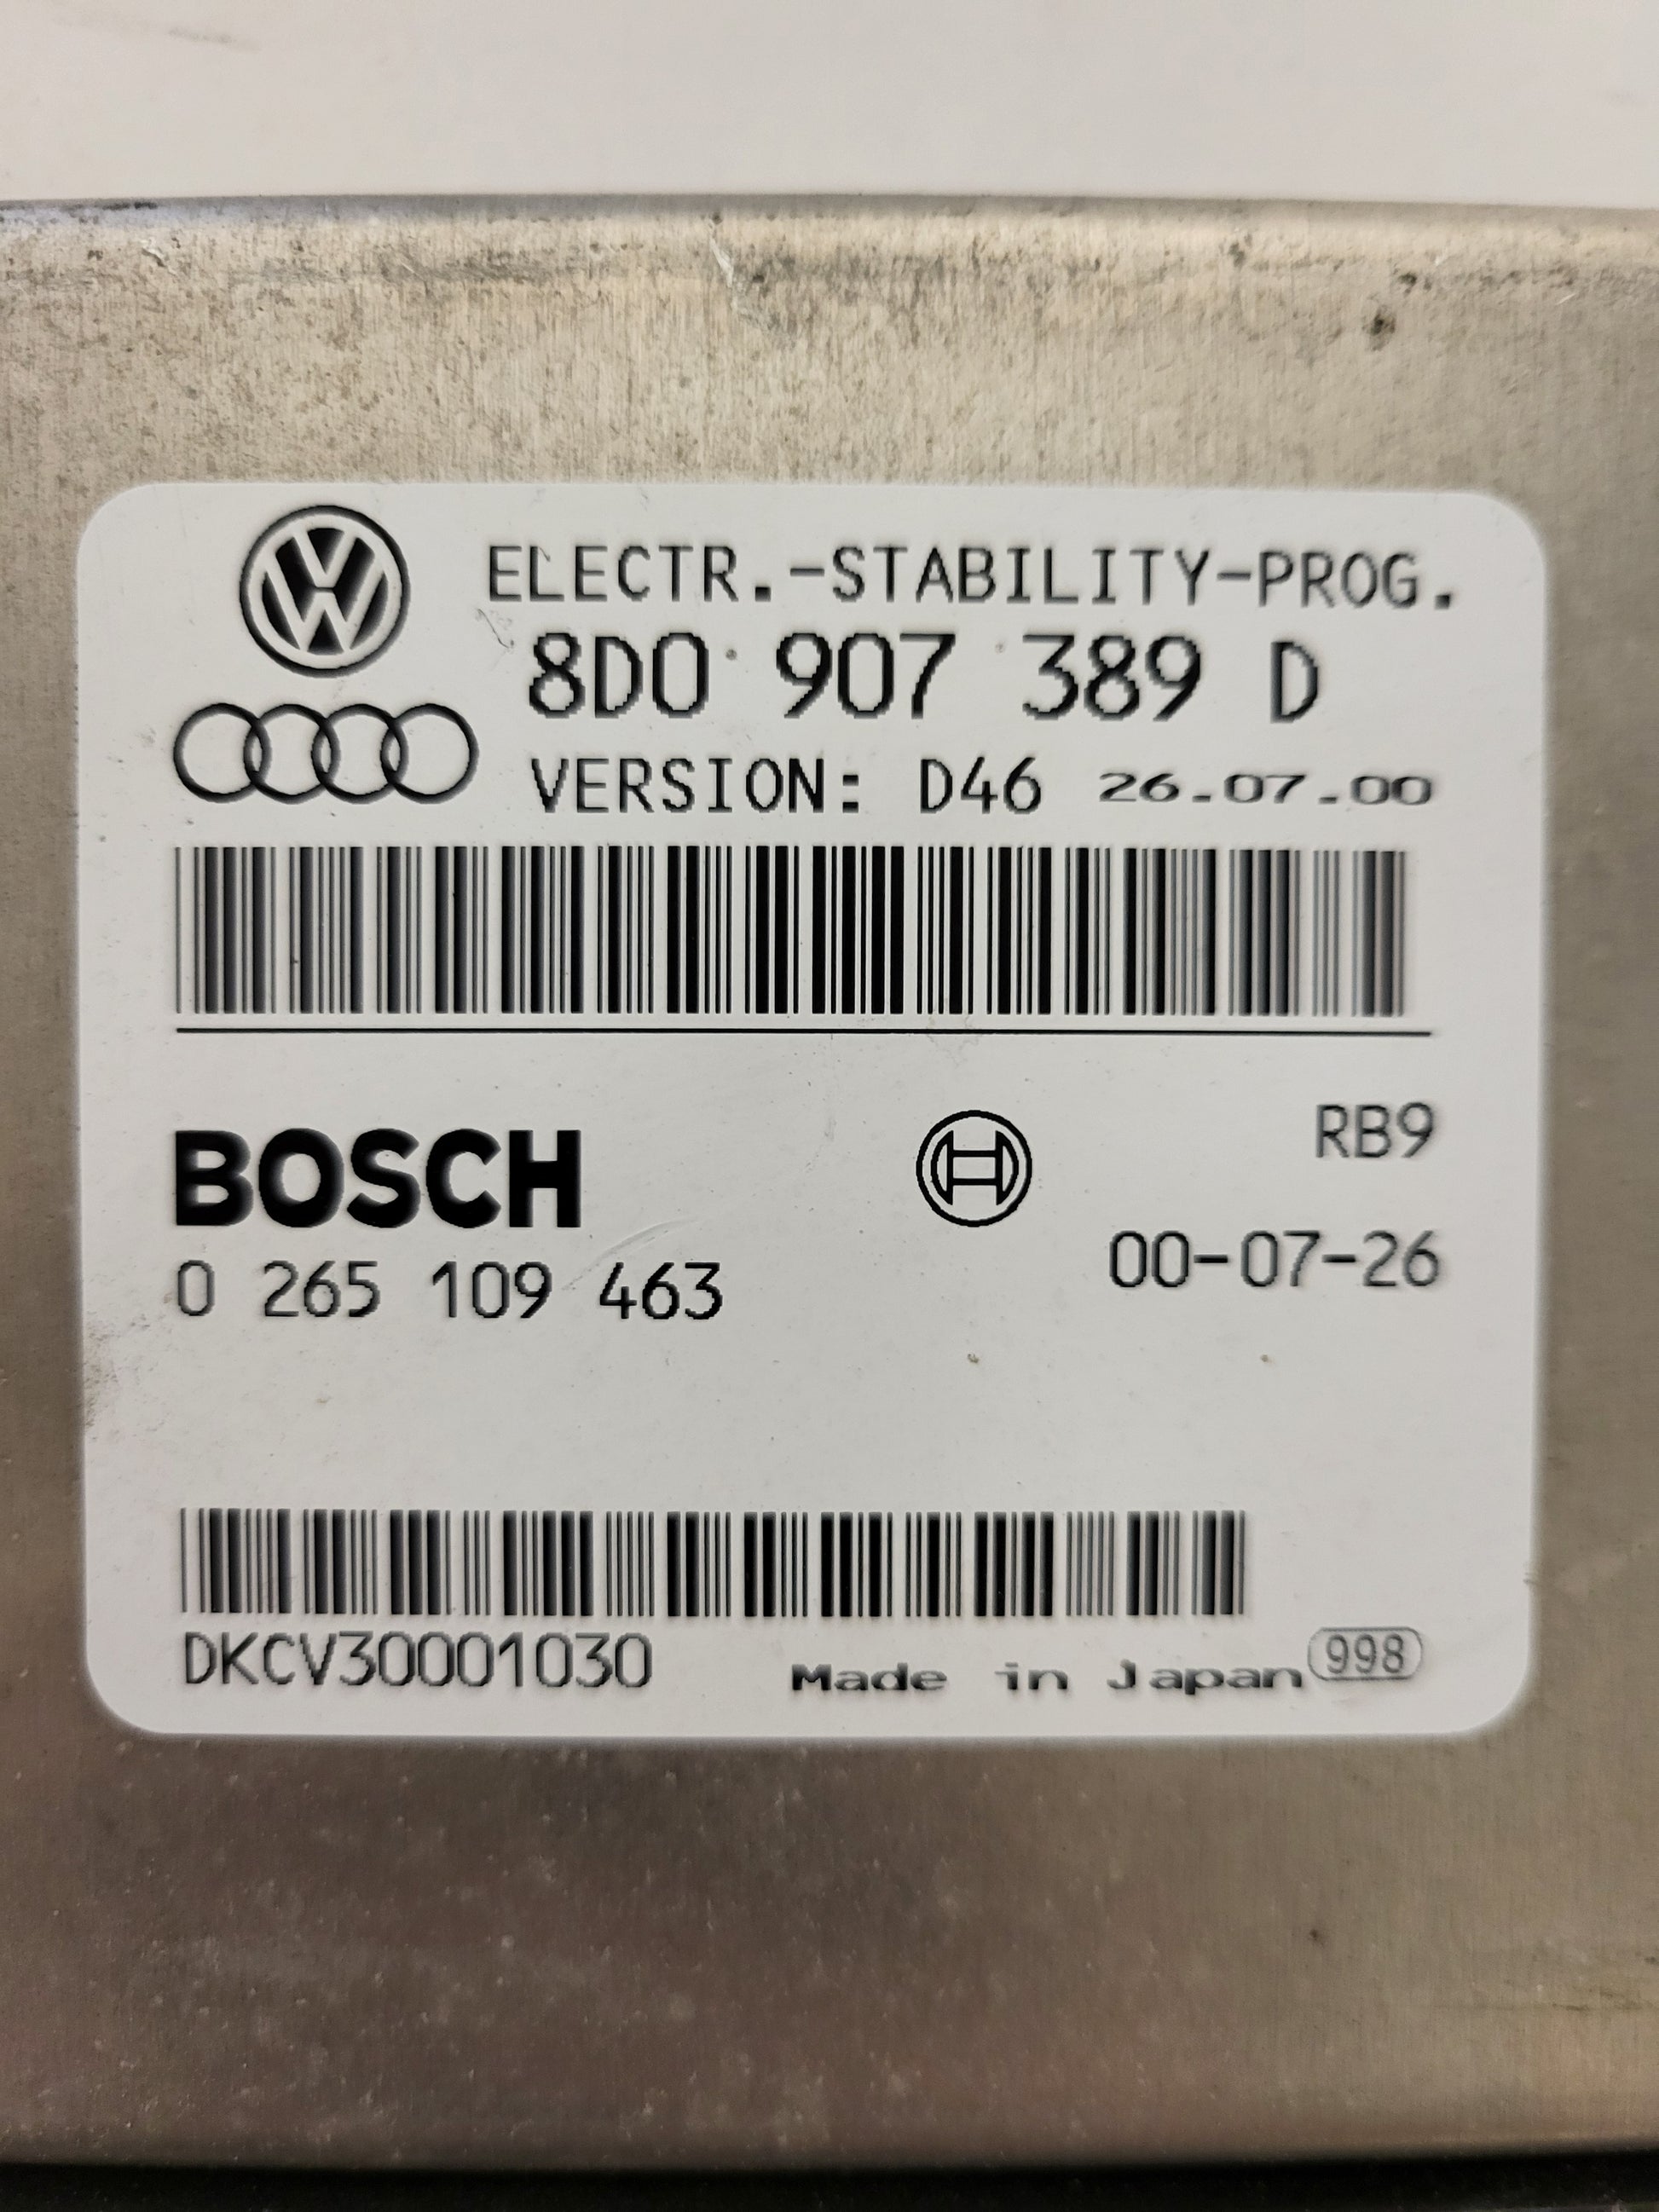 ELECTR.-STABILITY-PROG.
8D0 907 389 D
VERSION: D46 26.07.00
BOSCH
RB9
0 265 109 463
00-07-26
DKCV30001030
Made in Japan 998